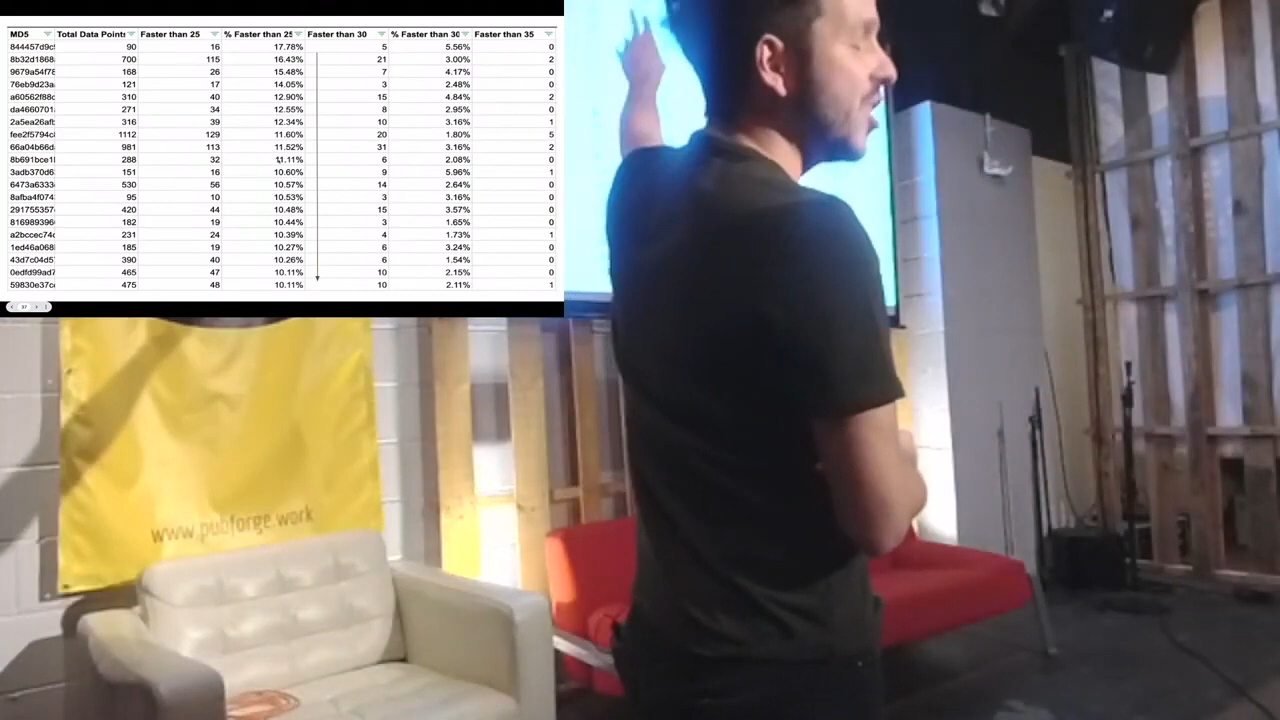 MD5 Total Data Points Faster than 25 % Faster than 25 Faster than 30 % Faster than 30 Faster than 35
844457d9c 90 16 17.78% 5 5.56% 0
8b32d1868 700 115 16.43% 21 3.00% 2
9679a54f78 168 26 15.48% 7 4.17% 0
76eb9d23a 121 17 14.05% 3 2.48% 0
a60562f88c 310 40 12.90% 15 4.84% 2
da4660701 271 34 12.55% 8 2.95% 0
2a5ea26afb 316 39 12.34% 10 3.16% 1
fee2f5794c 1112 129 11.60% 20 1.80% 5
66a04b66d 981 113 11.52% 31 3.16% 2
8b691bce1 288 32 11.11% 6 2.08% 0
3adb370d6 151 16 10.60% 9 5.96% 1
6473a6333 530 56 10.57% 14 2.64% 0
8afba4f074 95 10 10.53% 3 3.16% 0
291755357 420 44 10.48% 15 3.57% 0
816989396 182 19 10.44% 3 1.65% 0
a2bccec74c 231 24 10.39% 4 1.73% 1
1ed46a068 185 19 10.27% 6 3.24% 0
43d7c04d5 390 40 10.26% 6 1.54% 0
0edfd99ad7 465 47 10.11% 10 2.15% 0
59830e37c 475 48 10.11% 10 2.11% 1
37
www.pubforge.work